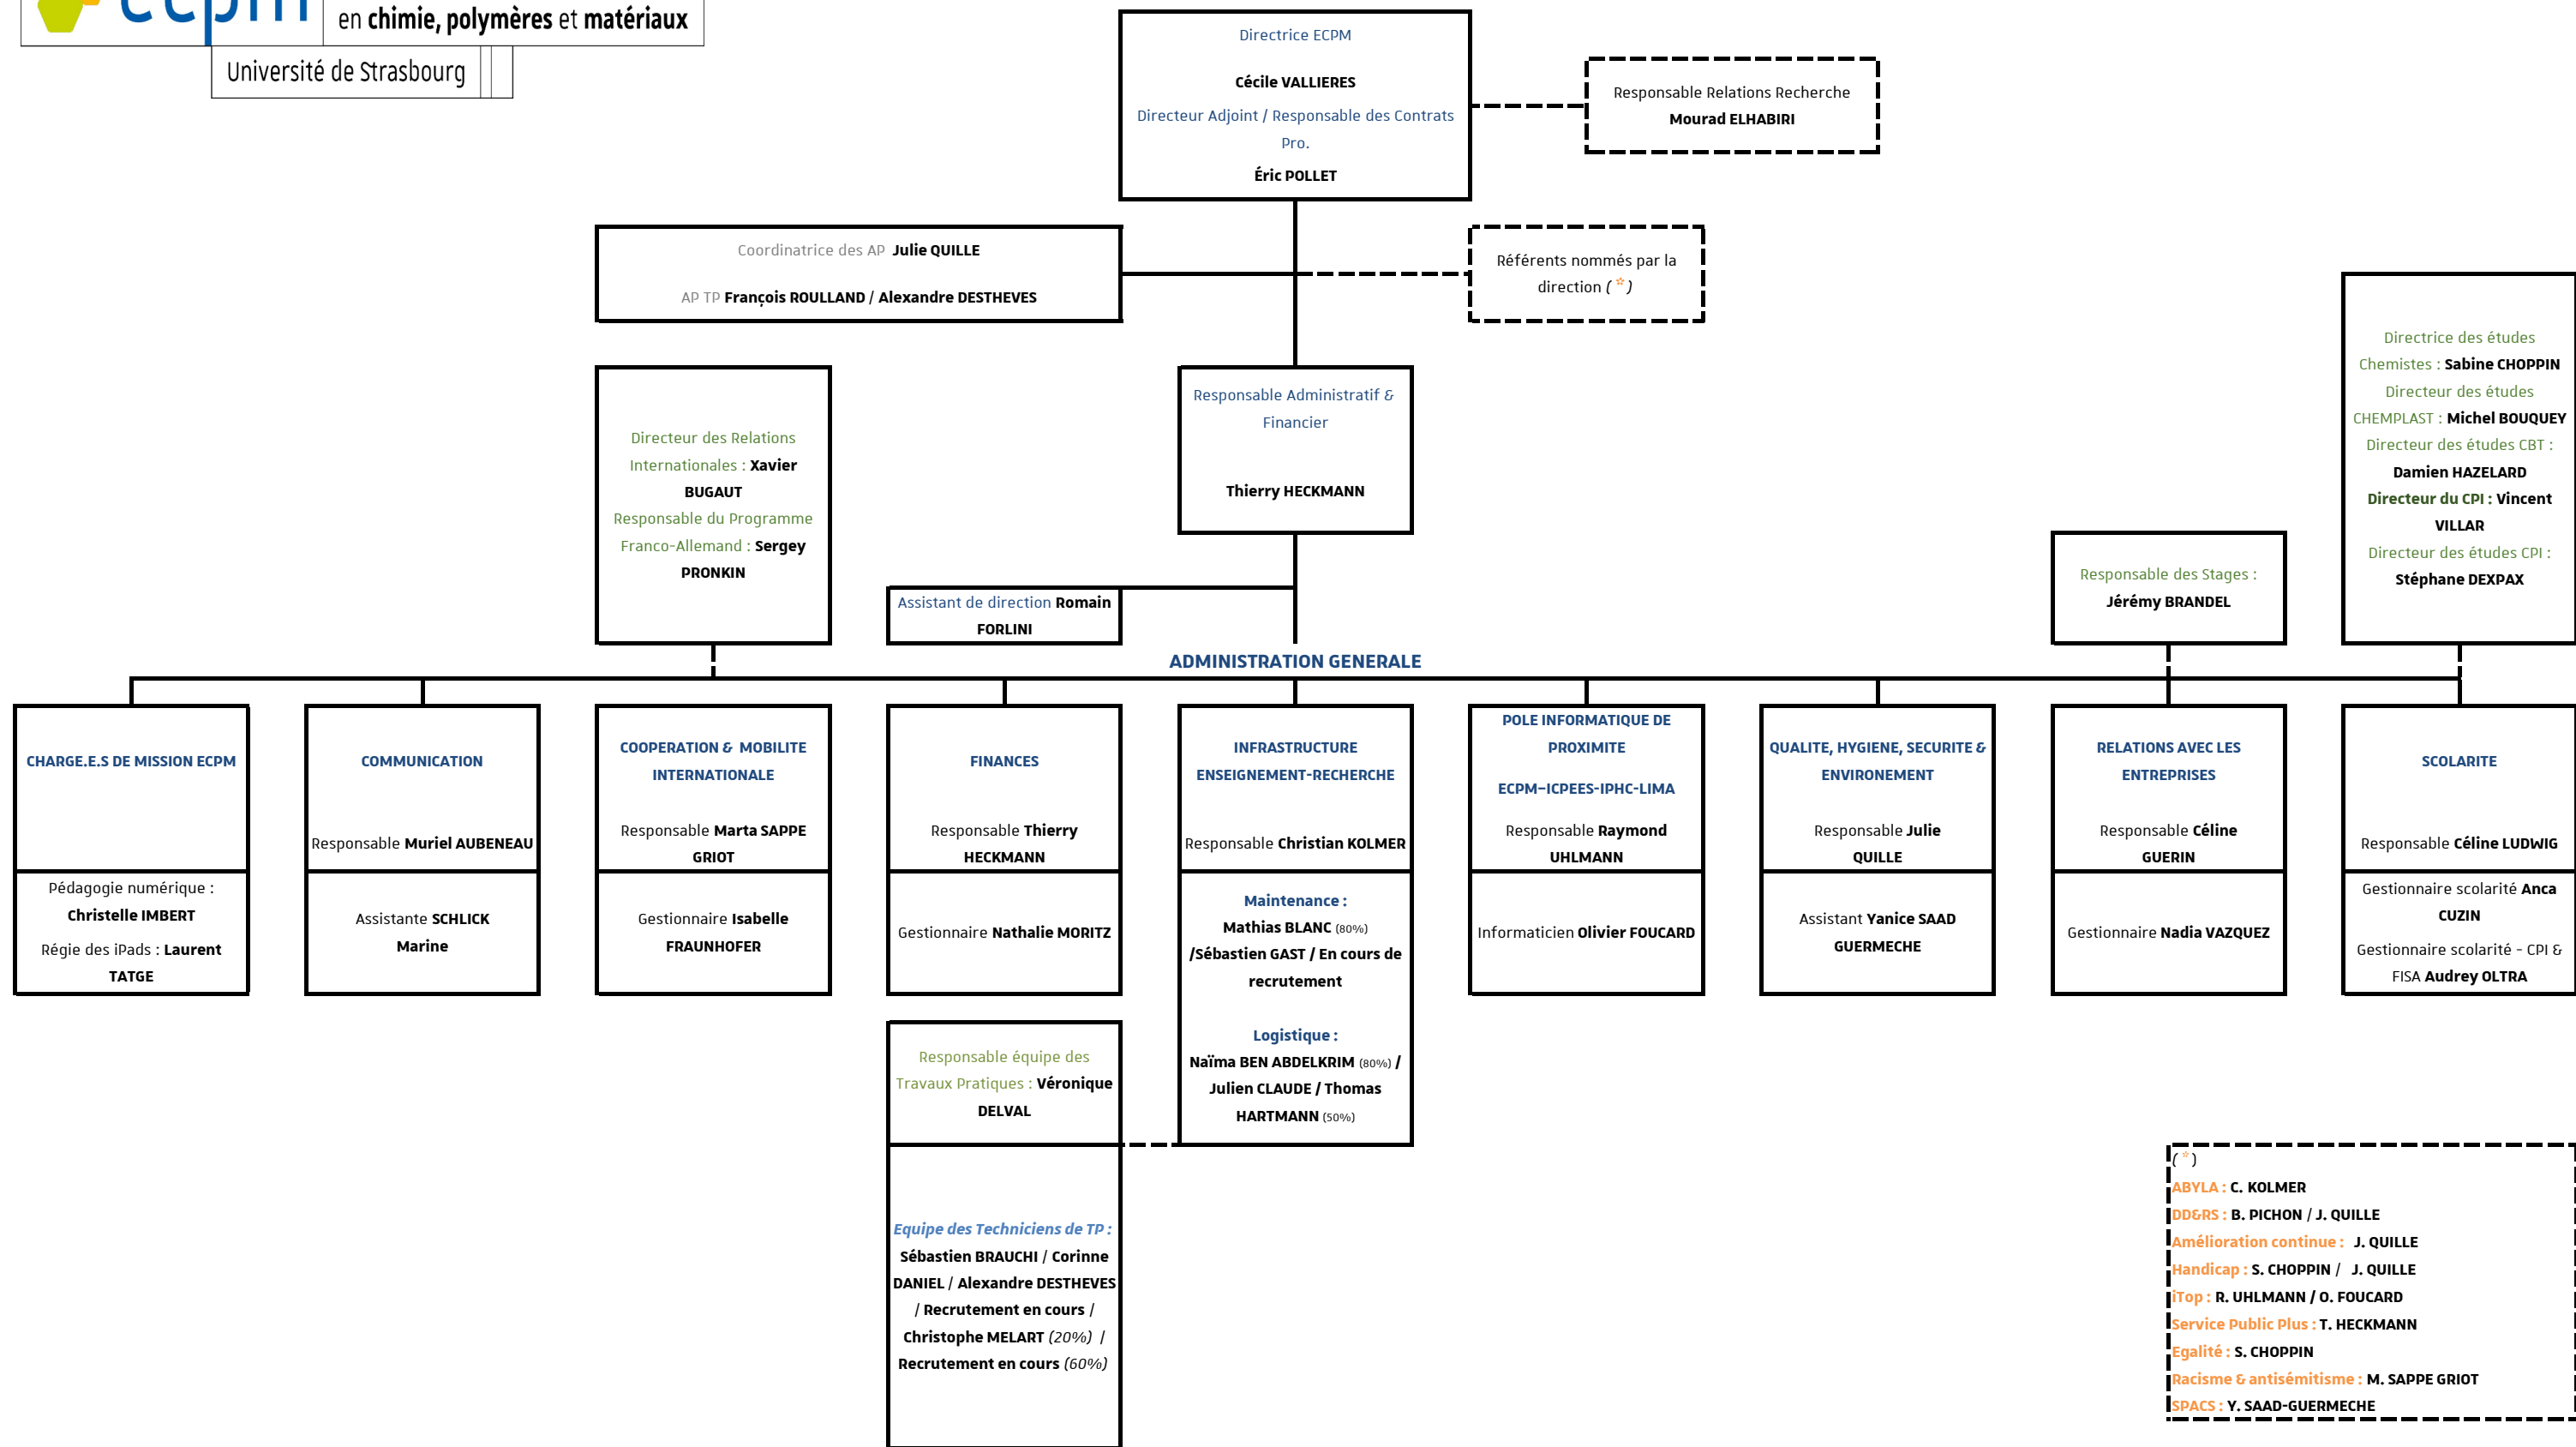 ecpm
en chimie, polymères et matériaux
Université de Strasbourg
Directrice ECPM
Cécile VALLIERES
Directeur Adjoint / Responsable des Contrats
Pro.
Éric POLLET
Responsable Relations Recherche
Mourad ELHABIRI
Coordinatrice des AP Julie QUILLE
AP TP François ROULLAND / Alexandre DESTHEVES
Référents nommés par la
direction ( * )
Directeur des Relations
Internationales : Xavier
BUGAUT
Responsable du Programme
Franco-Allemand : Sergey
PRONKIN
Responsable Administratif &
Financier
Thierry HECKMANN
Assistant de direction Romain
FORLINI
Responsable des Stages :
Jérémy BRANDEL
Directrice des études
Chemistes : Sabine CHOPPIN
Directeur des études
CHEMPLAST : Michel BOUQUEY
Directeur des études CBT :
Damien HAZELARD
Directeur du CPI : Vincent
VILLAR
Directeur des études CPI :
Stéphane DEXPAX
ADMINISTRATION GENERALE
CHARGE.E.S DE MISSION ECPM
Pédagogie numérique :
Christelle IMBERT
Régie des iPads : Laurent
TATGE
COMMUNICATION
Responsable Muriel AUBENEAU
Assistante SCHLICK
Marine
COOPERATION & MOBILITE
INTERNATIONALE
Responsable Marta SAPPE
GRIOT
Gestionnaire Isabelle
FRAUNHOFER
FINANCES
Responsable Thierry
HECKMANN
Gestionnaire Nathalie MORITZ
Responsable équipe des
Travaux Pratiques : Véronique
DELVAL
Equipe des Techniciens de TP :
Sébastien BRAUCHI / Corinne
DANIEL / Alexandre DESTHEVES
/ Recrutement en cours /
Christophe MELART (20%) /
Recrutement en cours (60%)
INFRASTRUCTURE
ENSEIGNEMENT-RECHERCHE
Responsable Christian KOLMER
Maintenance :
Mathias BLANC (80%)
/Sébastien GAST / En cours de
recrutement
Logistique :
Naïma BEN ABDELKRIM (80%) /
Julien CLAUDE / Thomas
HARTMANN (50%)
POLE INFORMATIQUE DE
PROXIMITE
ECPM–ICPEES-IPHC-LIMA
Responsable Raymond
UHLMANN
Informaticien Olivier FOUCARD
QUALITE, HYGIENE, SECURITE &
ENVIRONEMENT
Responsable Julie
QUILLE
Assistant Yanice SAAD
GUERMECHE
RELATIONS AVEC LES
ENTREPRISES
Responsable Céline
GUERIN
Gestionnaire Nadia VAZQUEZ
SCOLARITE
Responsable Céline LUDWIG
Gestionnaire scolarité Anca
CUZIN
Gestionnaire scolarité - CPI &
FISA Audrey OLTRA
( * )
ABYLA : C. KOLMER
DD&RS : B. PICHON / J. QUILLE
Amélioration continue : J. QUILLE
Handicap : S. CHOPPIN / J. QUILLE
iTop : R. UHLMANN / O. FOUCARD
Service Public Plus : T. HECKMANN
Egalité : S. CHOPPIN
Racisme & antisémitisme : M. SAPPE GRIOT
SPACS : Y. SAAD-GUERMECHE